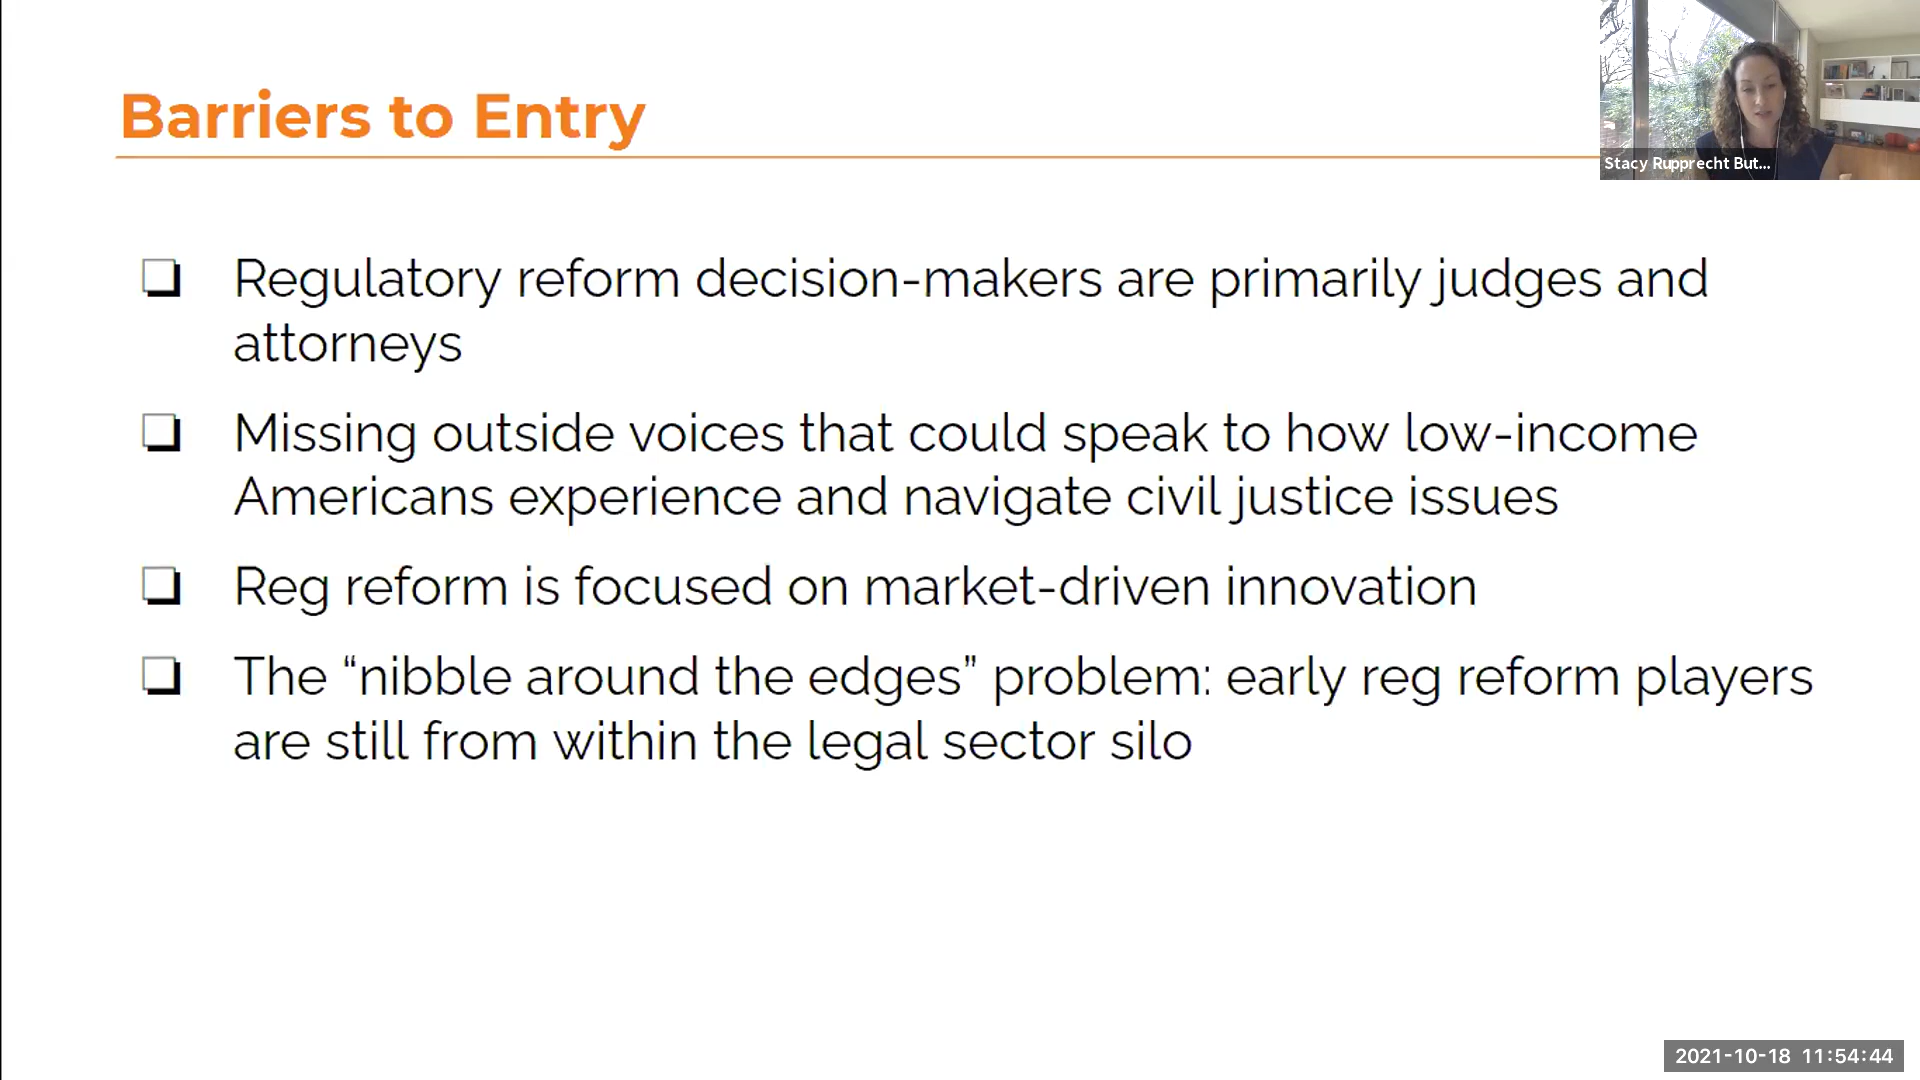 Barriers to Entry
Stacy Rupprecht But...
Regulatory reform decision-makers are primarily judges and
attorneys
Missing outside voices that could speak to how low-income
Americans experience and navigate civil justice issues
Reg reform is focused on market-driven innovation
The “nibble around the edges” problem: early reg reform players
are still from within the legal sector silo
2021-10-18 11:54:44